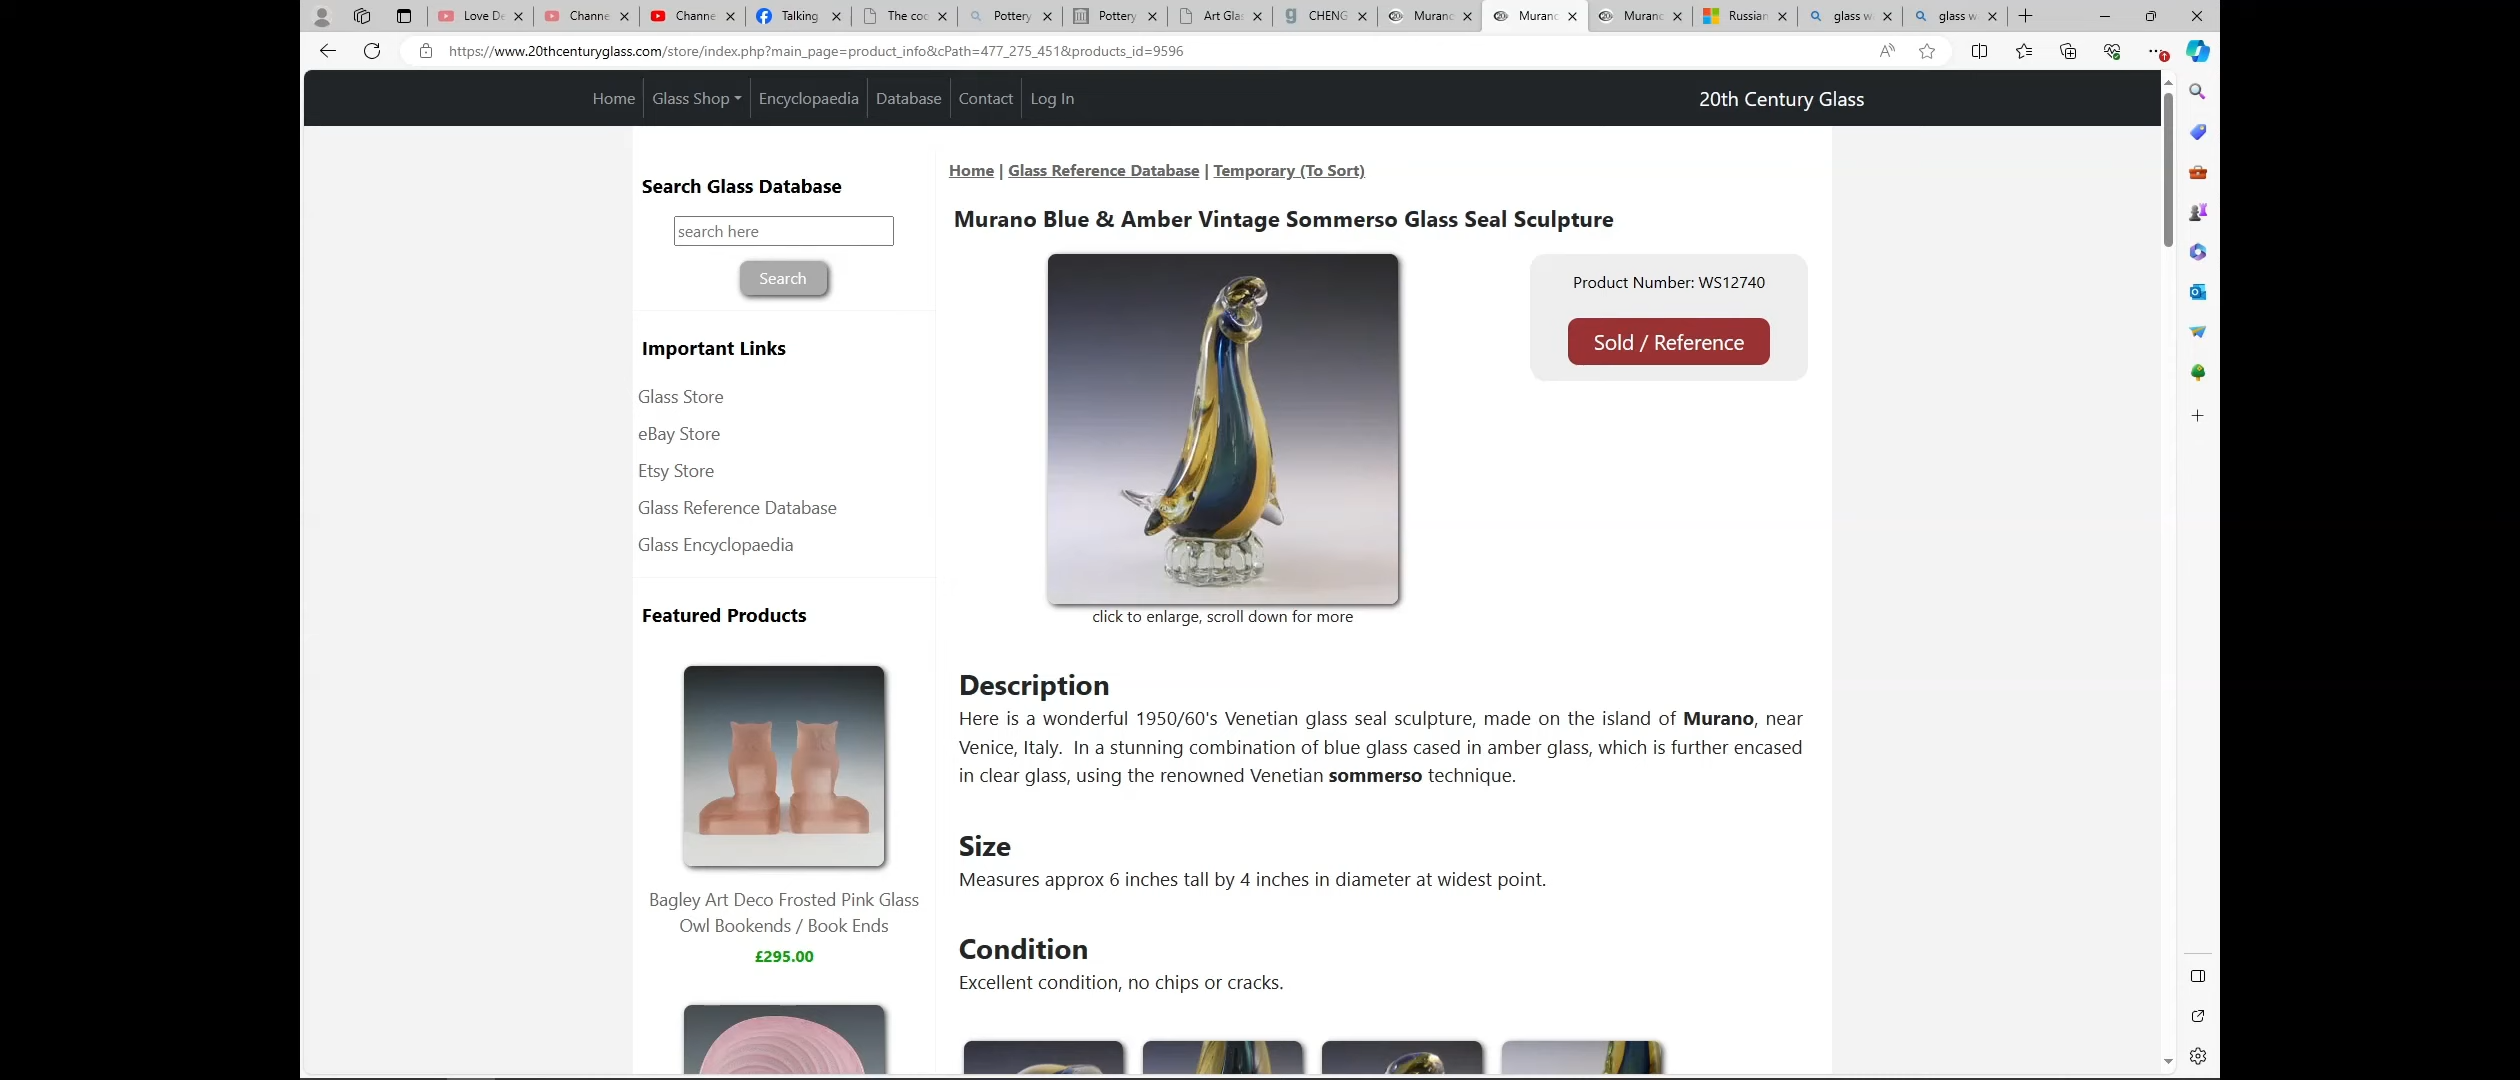 Love De
Channe
Channe
Talking
The coc
Pottery
Pottery
Art Glas
CHENG
Muranc
Muranc
Muranc
Russian
glass w
glass w
https://www.20thcenturyglass.com/store/index.php?main_page=product_info&cPath=477_275_451&products_id=9596
Home Glass Shop Encyclopaedia Database Contact Log In 20th Century Glass
Search Glass Database
search here
Search
Important Links
Glass Store
eBay Store
Etsy Store
Glass Reference Database
Glass Encyclopaedia
Featured Products
Bagley Art Deco Frosted Pink Glass
Owl Bookends / Book Ends
£295.00
Home | Glass Reference Database | Temporary (To Sort)
Murano Blue & Amber Vintage Sommerso Glass Seal Sculpture
Product Number: WS12740
Sold / Reference
click to enlarge, scroll down for more
Description
Here is a wonderful 1950/60's Venetian glass seal sculpture, made on the island of Murano, near
Venice, Italy. In a stunning combination of blue glass cased in amber glass, which is further encased
in clear glass, using the renowned Venetian sommerso technique.
Size
Measures approx 6 inches tall by 4 inches in diameter at widest point.
Condition
Excellent condition, no chips or cracks.